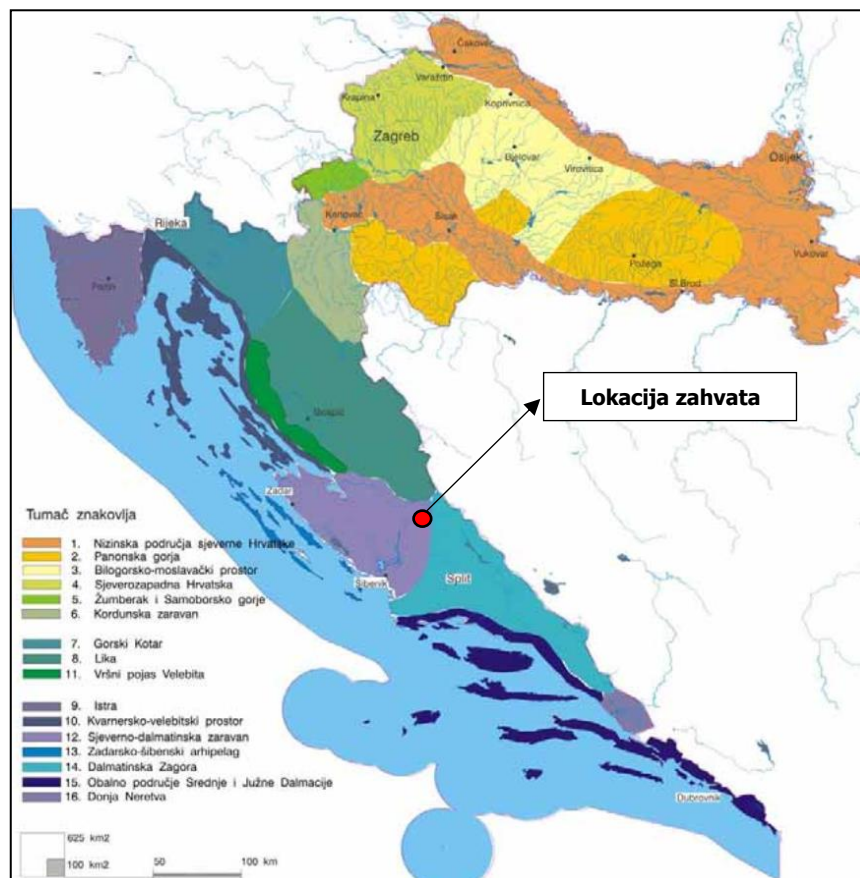 Čakovec
Varaždin
Krapina
Koprivnica
Zagreb
Bjelovar
Virovitica
Osijek
Rijeka
Karlovac
Sisak
Vukovar
Požega
Sl.Brod
Pazin
Lokacija zahvata
Gospić
Zadar
Tumač znakovlja
1. Nizinska područja sjeverne Hrvatske
2. Panonska gorja
3. Bilogorsko-moslavački prostor
4. Sjeverozapadna Hrvatska
5. Žumberak i Samoborsko gorje
6. Kordunska zaravan
Šibenik
Split
7. Gorski Kotar
8. Lika
11. Vršni pojas Velebita
9. Istra
10. Kvarnersko-velebitski prostor
12. Sjeverno-dalmatinska zaravan
13. Zadarsko-šibenski arhipelag
14. Dalmatinska Zagora
15. Obalno područje Srednje i Južne Dalmacije
16. Donja Neretva
Dubrovnik
625 km2
100 km2
50
100 km